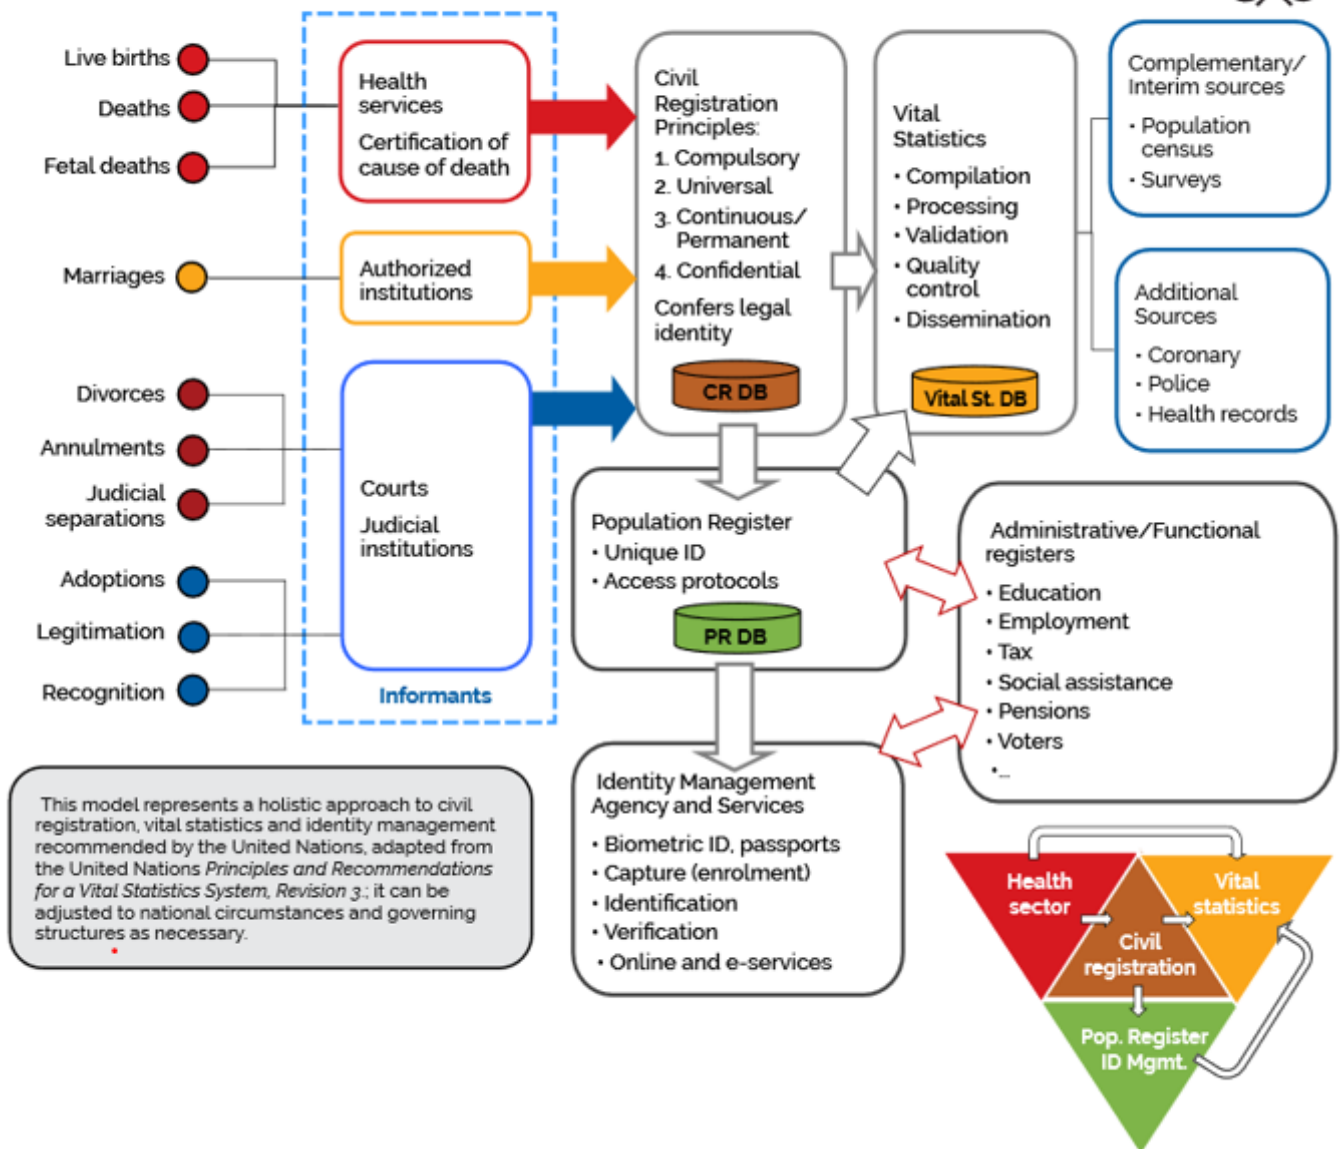 Live births
Deaths
Fetal deaths
Marriages
Divorces
Annulments
Judicial
separations
Adoptions
Legitimation
Recognition
Health
services
Certification of
cause of death
Authorized
institutions
Courts
Judicial
institutions
Informants
Civil
Registration
Principles:
1. Compulsory
2. Universal
3. Continuous/
Permanent
4. Confidential
Confers legal
identity
CR DB
Vital
Statistics
• Compilation
• Processing
• Validation
• Quality
control
• Dissemination
Vital St. DB
Complementary/
Interim sources
• Population
census
• Surveys
Additional
Sources
• Coronary
• Police
• Health records
Population Register
• Unique ID
• Access protocols
PR DB
Administrative/Functional
registers
• Education
• Employment
• Tax
• Social assistance
• Pensions
• Voters
•...
Identity Management
Agency and Services
• Biometric ID, passports
• Capture (enrolment)
• Identification
• Verification
• Online and e-services
This model represents a holistic approach to civil
registration, vital statistics and identity management
recommended by the United Nations, adapted from
the United Nations Principles and Recommendations
for a Vital Statistics System, Revision 3.; it can be
adjusted to national circumstances and governing
structures as necessary.
Health
sector
Vital
statistics
Civil
registration
Pop. Register
ID Mgmt.